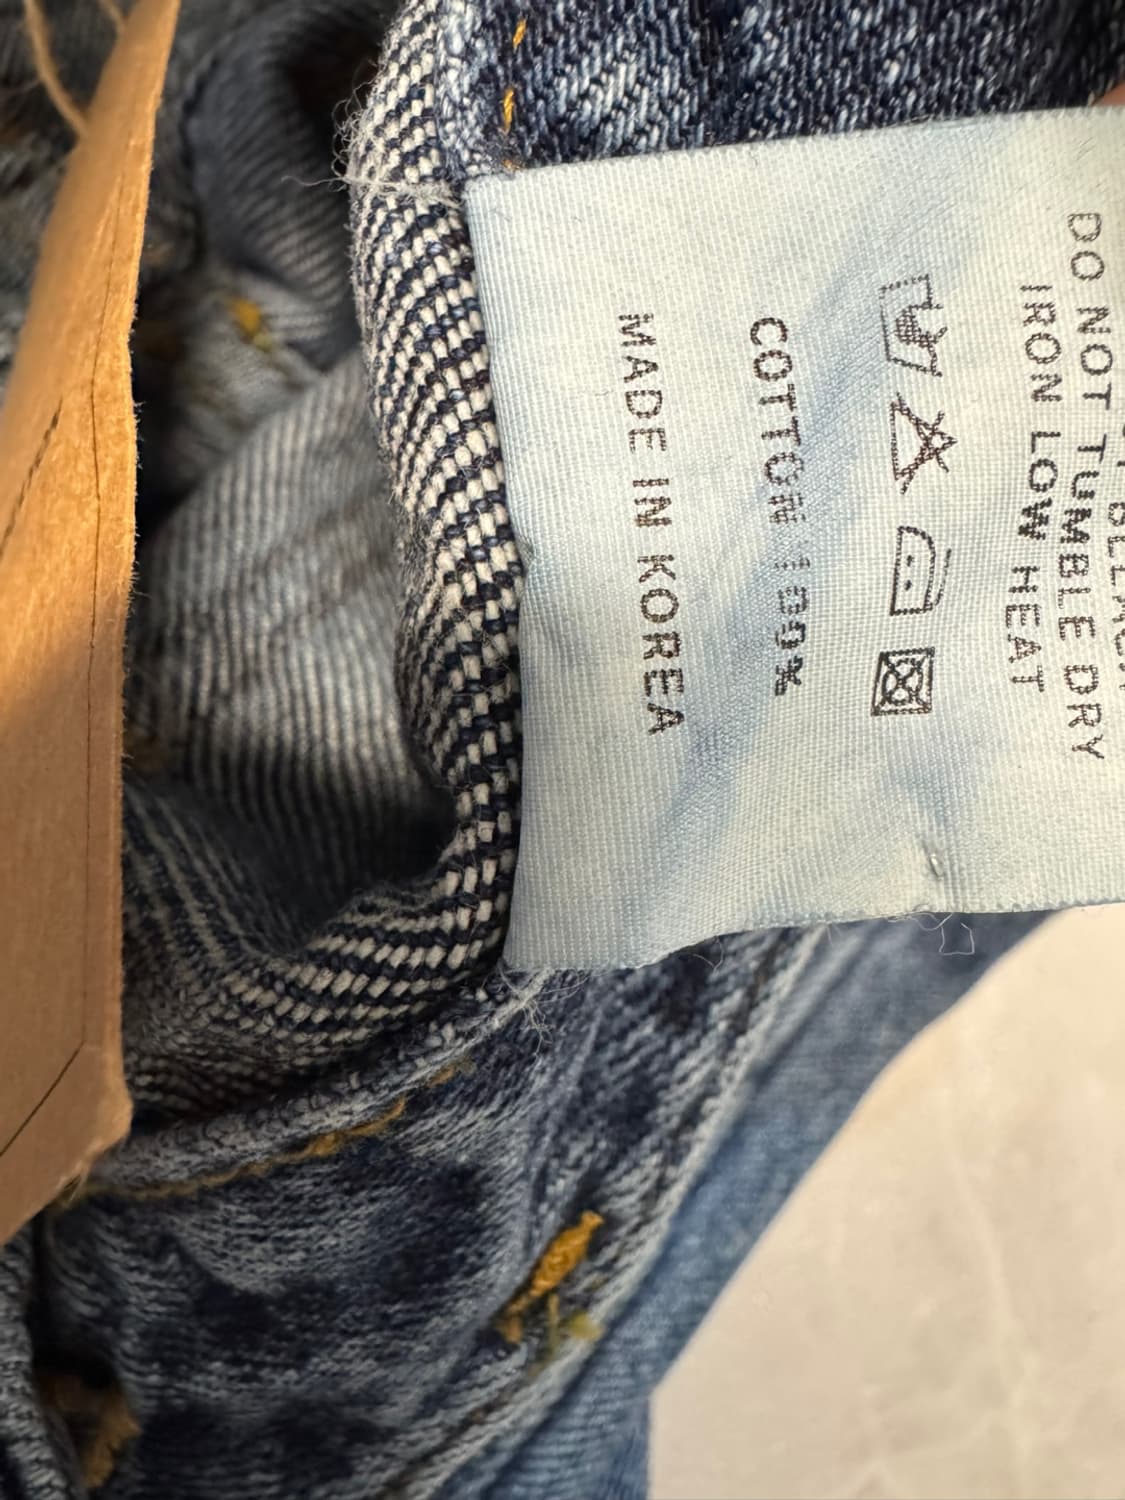 DO NOT TUMBLE DRY
IRON LOW HEAT
COTTON 100%
MADE IN KOREA